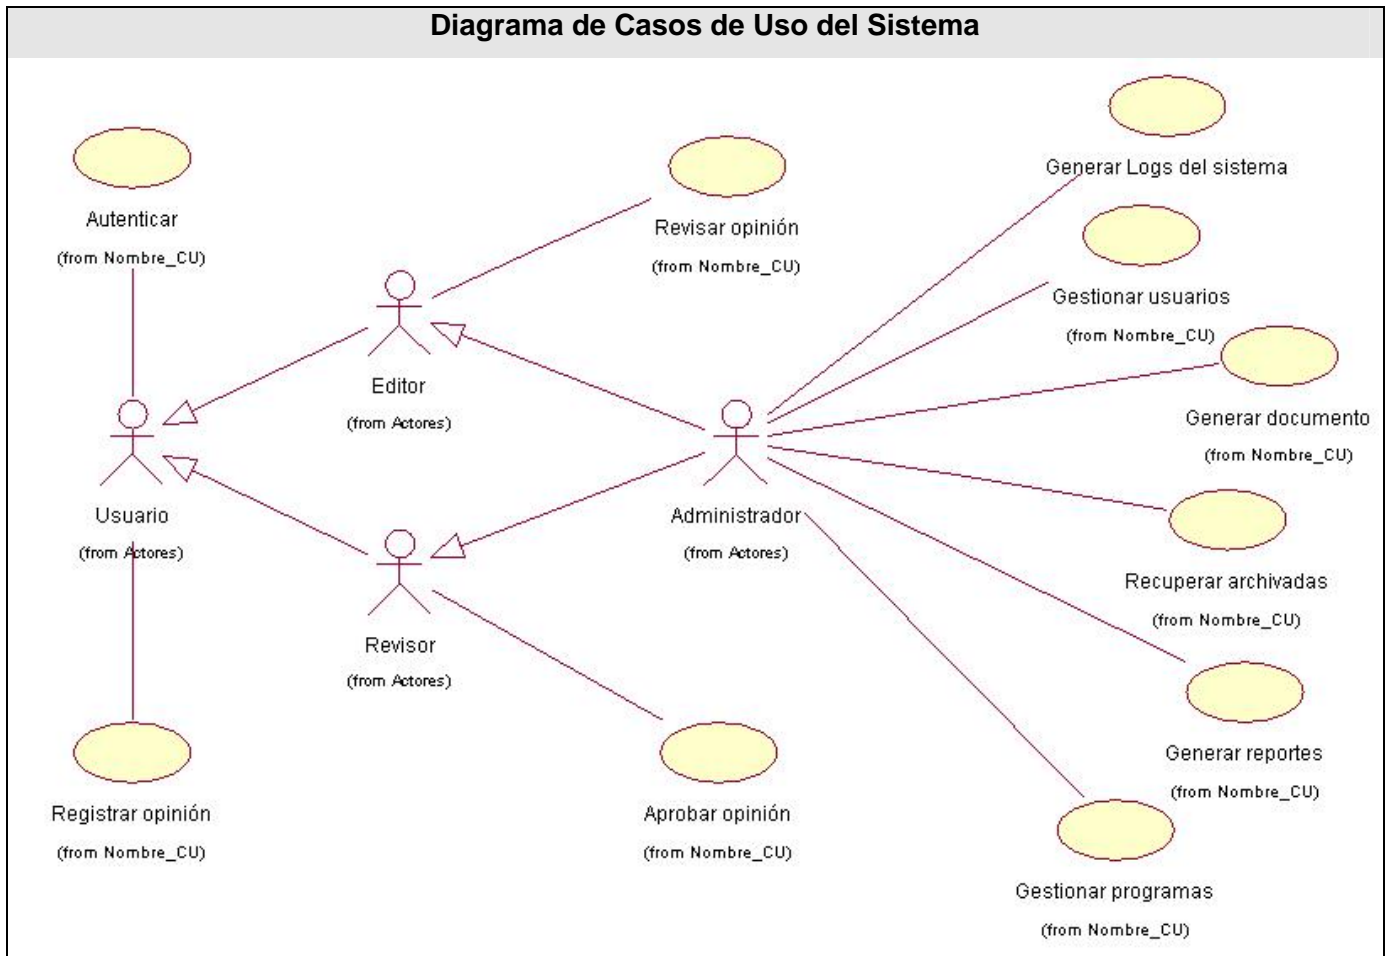 Diagrama de Casos de Uso del Sistema
Generar Logs del sistema
Autenticar
(from Nombre_CU)
Revisar opinión
(from Nombre_CU)
Gestionar usuarios
(from Nombre_CU)
Editor
(from Actores)
Generar documento
(from Nombre_CU)
Usuario
(from Actores)
Administrador
(from Actores)
Recuperar archivadas
(from Nombre_CU)
Revisor
(from Actores)
Generar reportes
(from Nombre_CU)
Registrar opinión
(from Nombre_CU)
Aprobar opinión
(from Nombre_CU)
Gestionar programas
(from Nombre_CU)